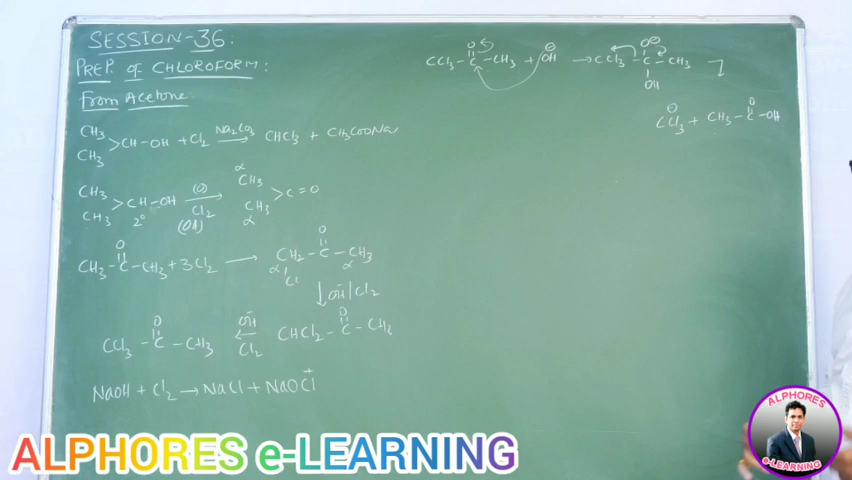 SESSION-36.
PREP. of CHLOROFORM:
From Acetone
CH3
CH3 >CH-OH + Cl2 Na2CO3 → CHCl3 + CH3COONa
CH3
CH3 >CH-OH 2° (O) Cl2 (OH) → α CH3 CH3 α >C=O
CH3-C(=O)-CH3 + 3Cl2 → α CH2(Cl)-C(=O)-CH3 α
↓ OH⁻/Cl2
CCl3-C(=O)-CH3 ← OH⁻ Cl2 CHCl2-C(=O)-CH3
NaOH + Cl2 → NaCl + NaOCl⁺
CCl3-C(=O)-CH3 + OH⊖ → CCl3-C(O⊖)(OH)-CH3
CCl3⊖ + CH3-C(=O)-OH
ALPHORES e-LEARNING
ALPHORES
e-LEARNING